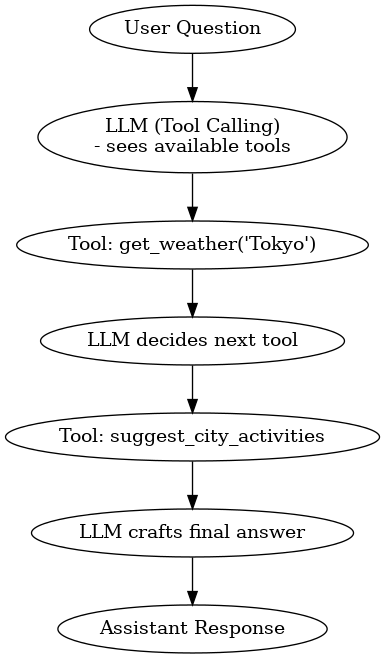 User Question
LLM (Tool Calling)
- sees available tools
Tool: get_weather('Tokyo')
LLM decides next tool
Tool: suggest_city_activities
LLM crafts final answer
Assistant Response